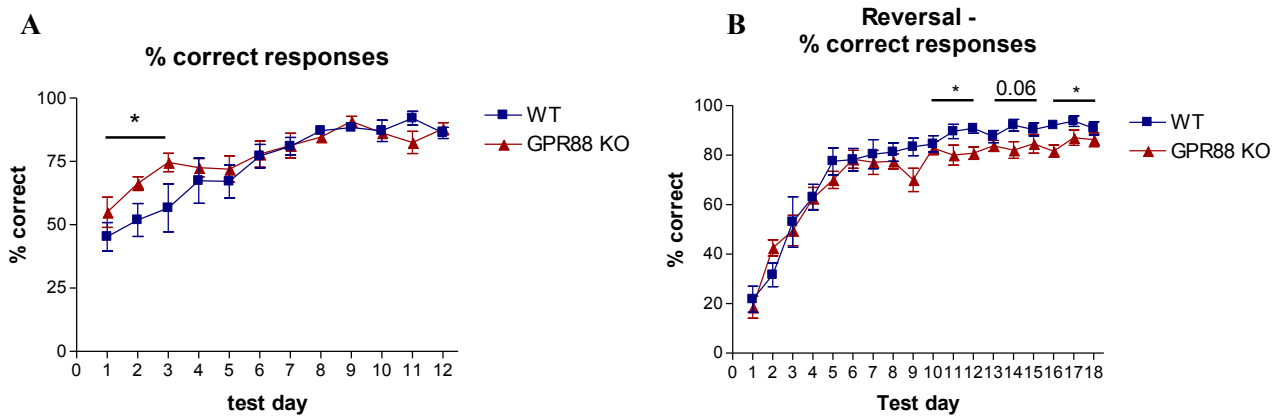 A
% correct responses
100
75
50
25
0
% correct
*
0 1 2 3 4 5 6 7 8 9 10 11 12
test day
WT
GPR88 KO
B
Reversal -
% correct responses
100
80
60
40
20
0
% correct
* 0.06 *
0 1 2 3 4 5 6 7 8 9 10 11 12 13 14 15 16 17 18
Test day
WT
GPR88 KO